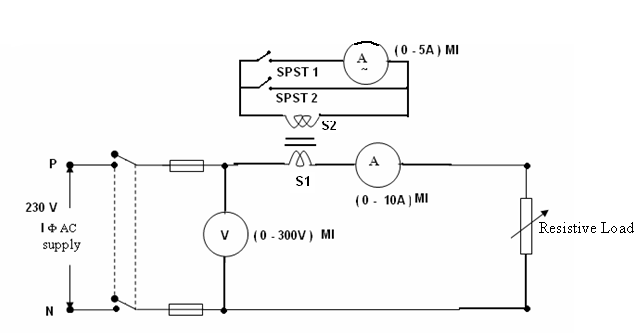 A ~ (0 - 5A) MI
SPST 1
SPST 2
S2
P
S1
A
(0 - 10A) MI
230 V
I Φ AC
supply
V (0 - 300V) MI
Resistive Load
N